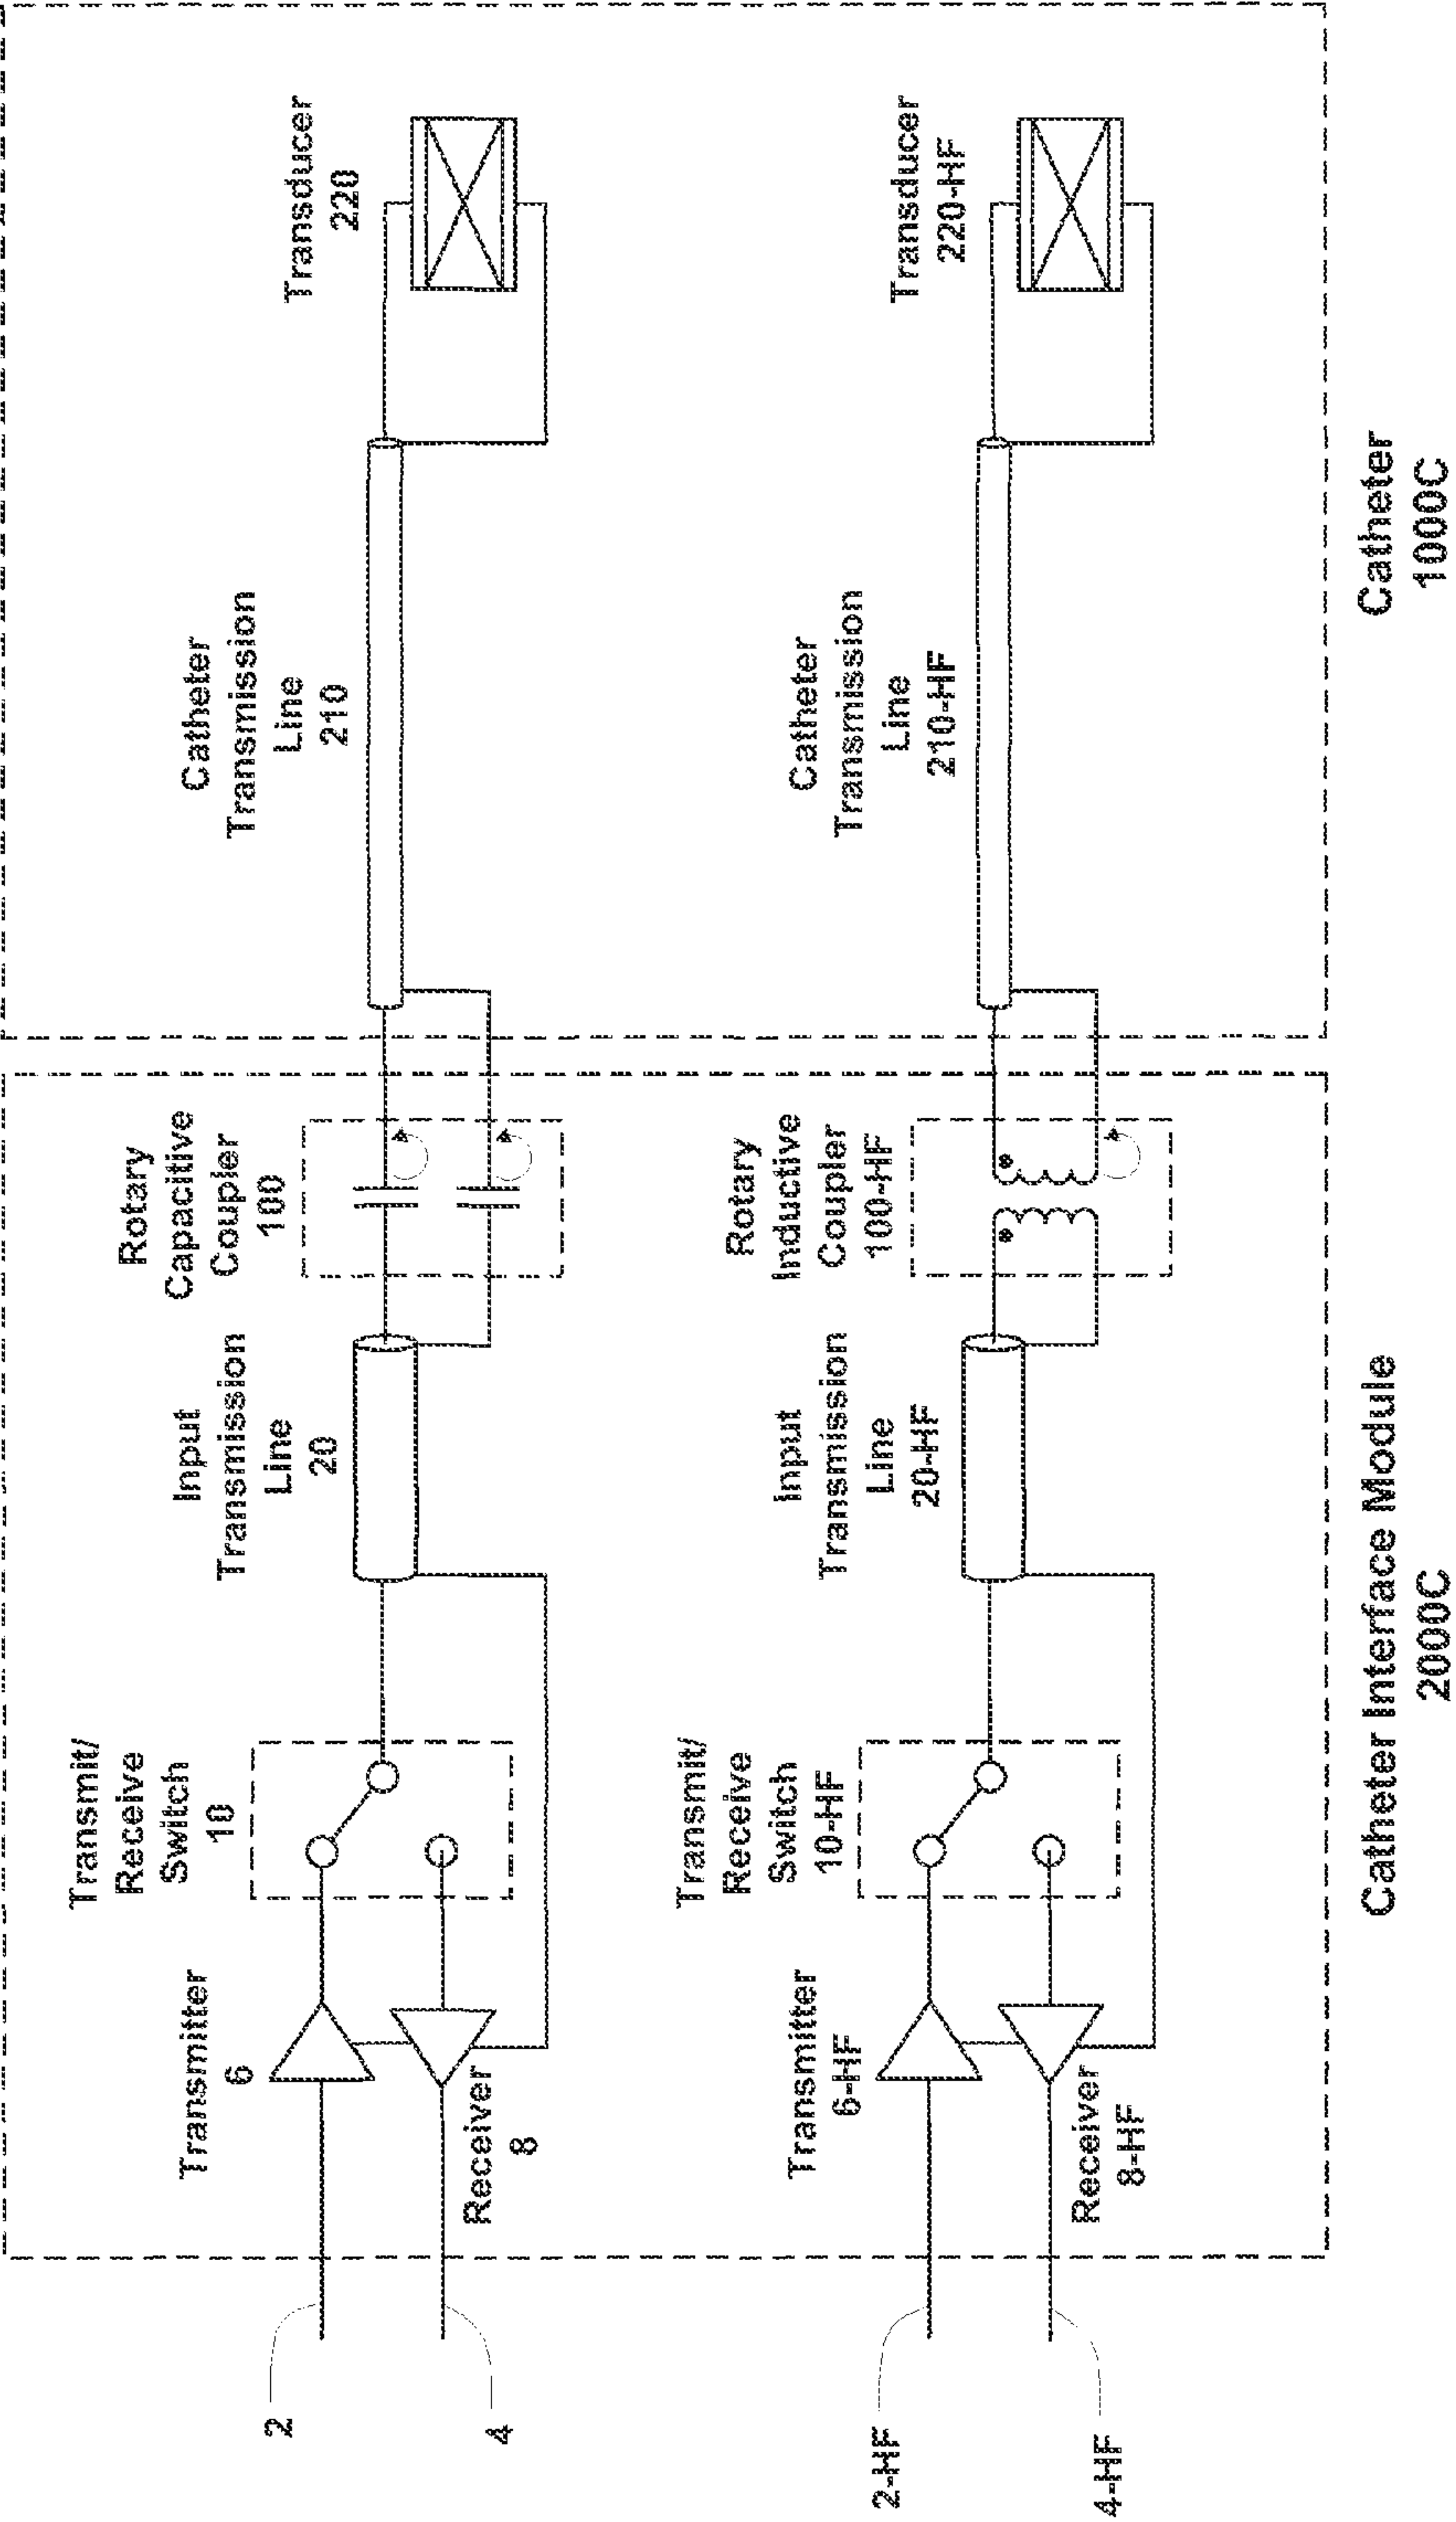 Transmit/
Receive
Switch
10
Transmitter
6
Receiver
8
2
4
Input
Transmission
Line
20
Rotary
Capacitive
Coupler
100
Catheter
Transmission
Line
210
Transducer
220
Transmit/
Receive
Switch
10-HF
Transmitter
6-HF
Receiver
8-HF
2-HF
4-HF
Input
Transmission
Line
20-HF
Rotary
Inductive
Coupler
100-HF
Catheter
Transmission
Line
210-HF
Transducer
220-HF
Catheter Interface Module
2000C
Catheter
1000C